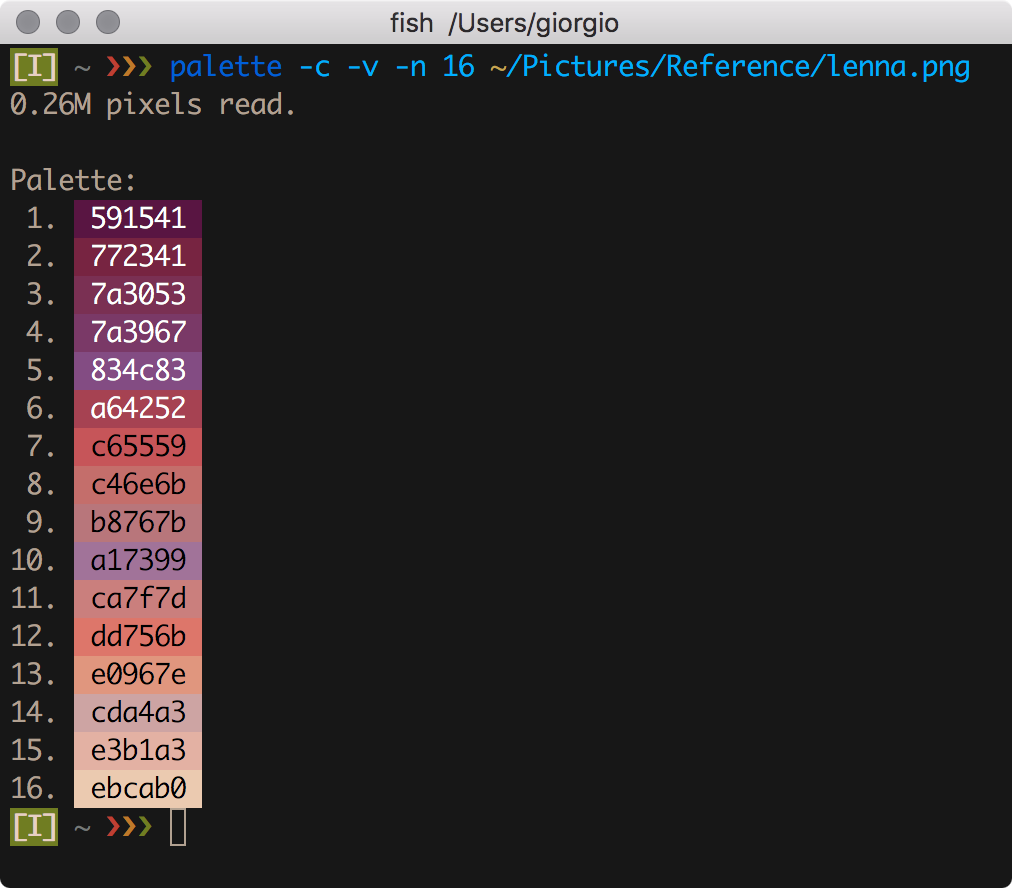 fish /Users/giorgio
[I] ~ ❯❯❯ palette -c -v -n 16 ~/Pictures/Reference/lenna.png
0.26M pixels read.
Palette:
1. 591541
2. 772341
3. 7a3053
4. 7a3967
5. 834c83
6. a64252
7. c65559
8. c46e6b
9. b8767b
10. a17399
11. ca7f7d
12. dd756b
13. e0967e
14. cda4a3
15. e3b1a3
16. ebcab0
[I] ~ ❯❯❯